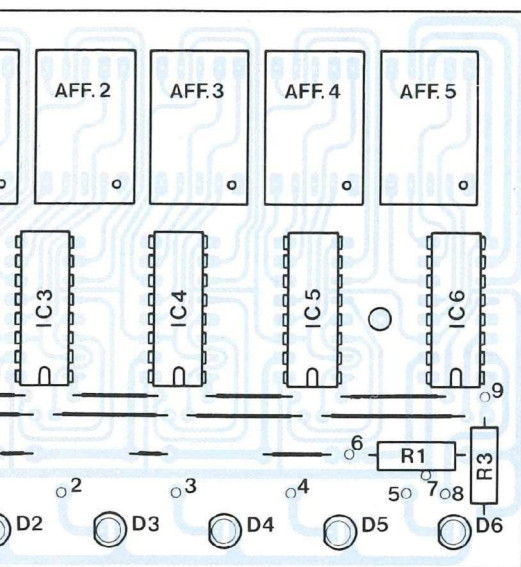 AFF.2 AFF.3 AFF.4 AFF.5
IC3 IC4 IC5 IC6
9
6 R1 R3
2 3 4 5 7 8
D2 D3 D4 D5 D6